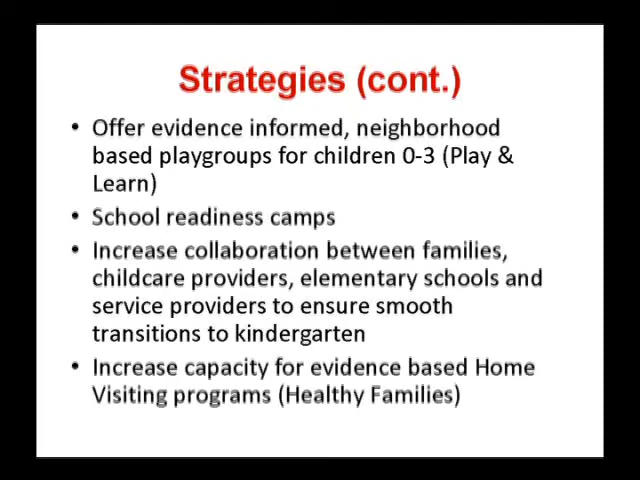 Strategies (cont.)
• Offer evidence informed, neighborhood
based playgroups for children 0-3 (Play &
Learn)
• School readiness camps
• Increase collaboration between families,
childcare providers, elementary schools and
service providers to ensure smooth
transitions to kindergarten
• Increase capacity for evidence based Home
Visiting programs (Healthy Families)